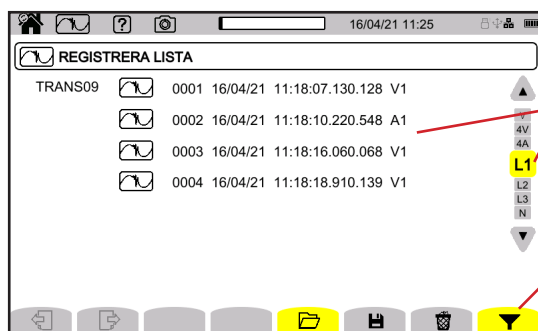 ?
16/04/21 11:25
REGISTRERA LISTA
TRANS09
0001 16/04/21 11:18:07.130.128 V1
0002 16/04/21 11:18:10.220.548 A1
0003 16/04/21 11:18:16.060.068 V1
0004 16/04/21 11:18:18.910.139 V1
4V
4A
L1
L2
L3
N